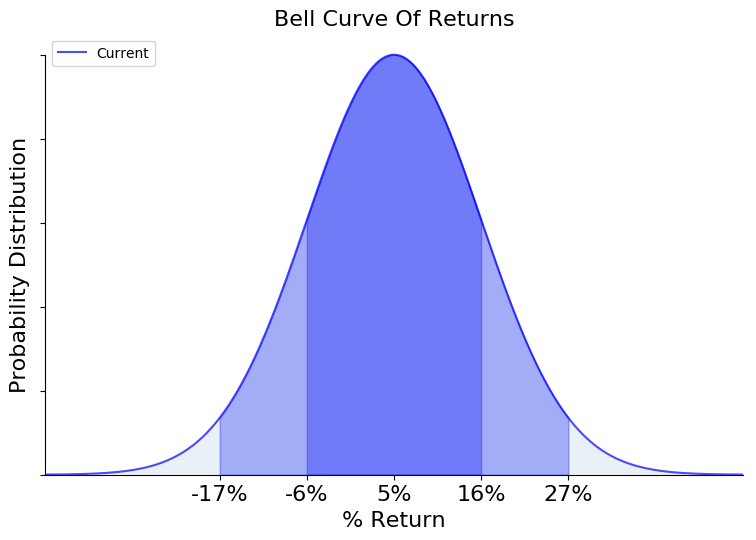 Bell Curve Of Returns
Current
Probability Distribution
-17% -6% 5% 16% 27%
% Return